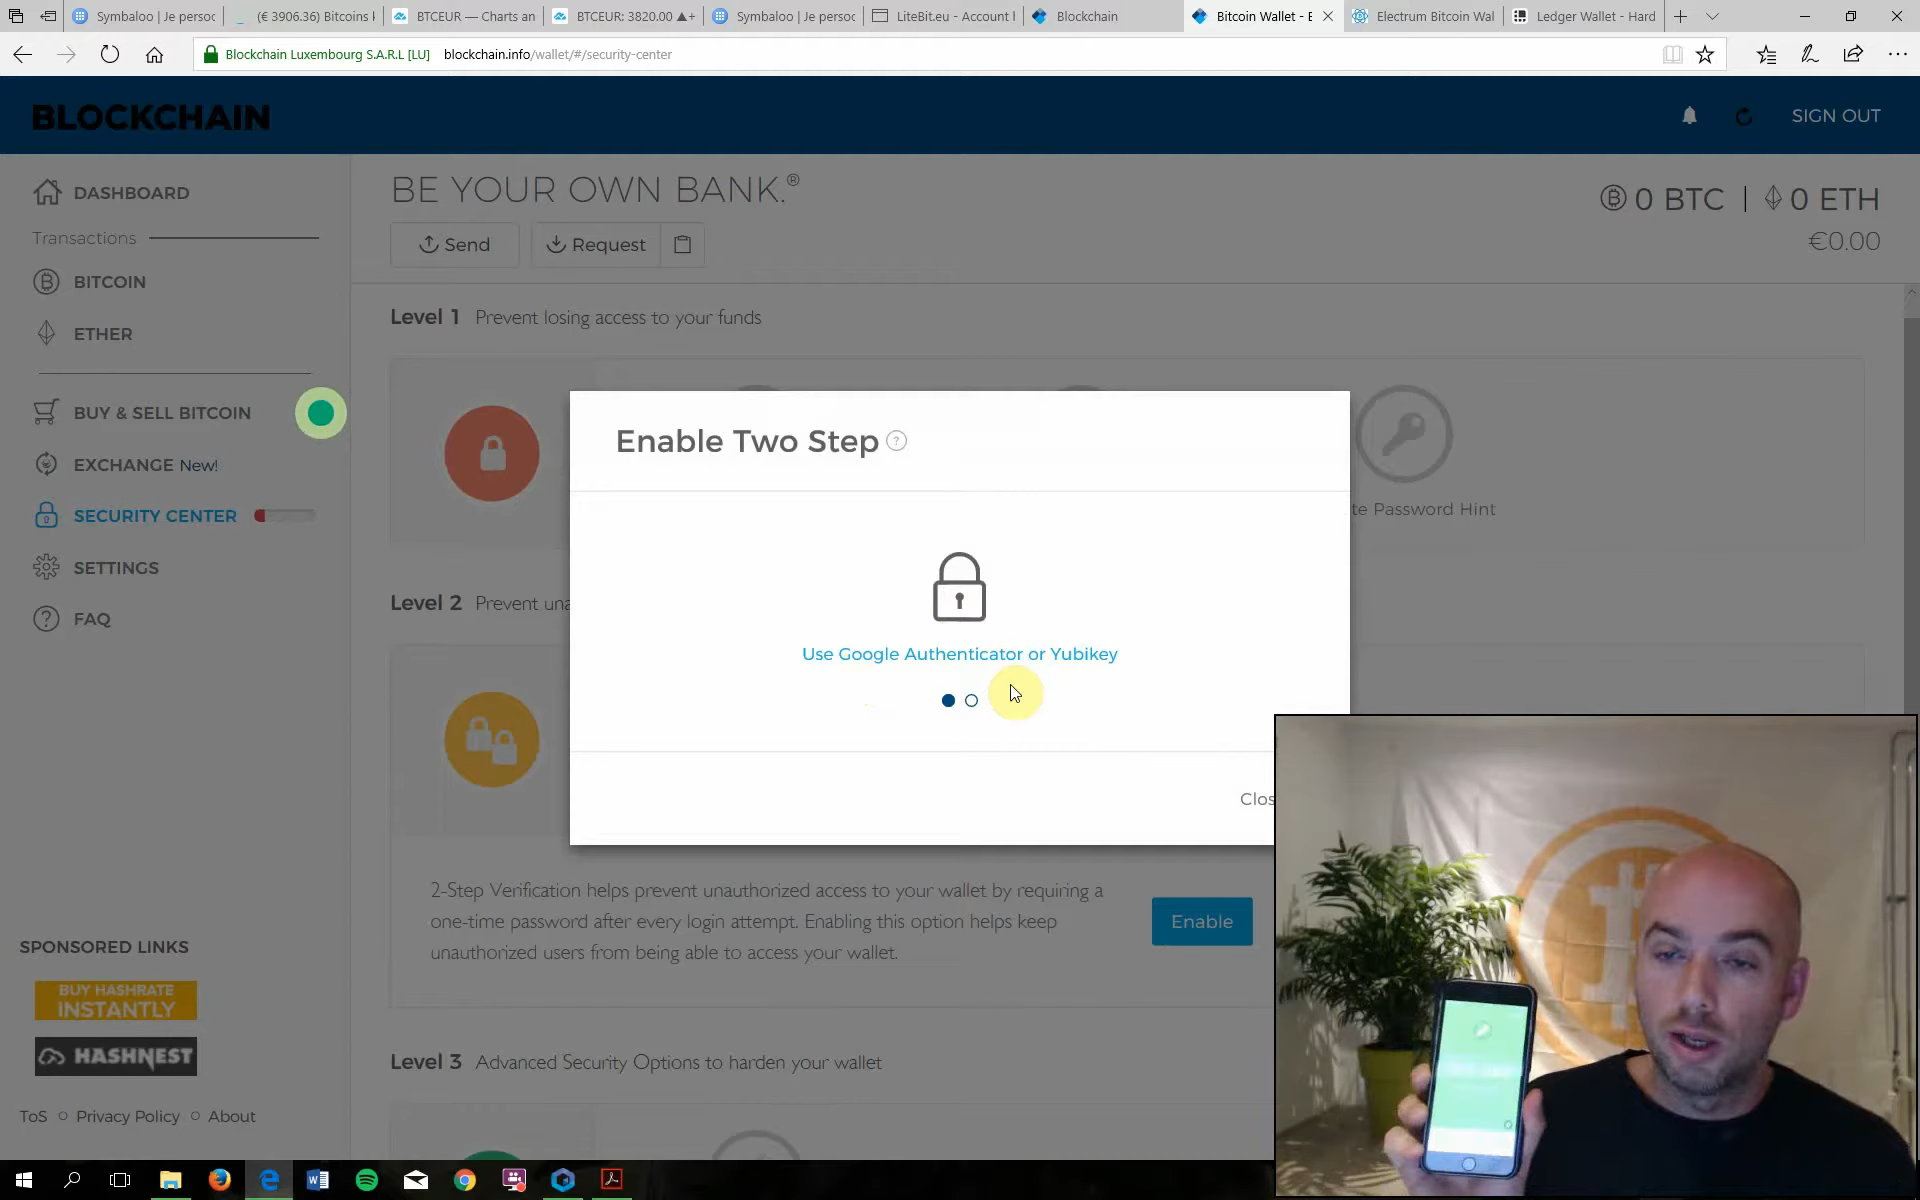 Symbaloo | Je persoc
(€ 3906.36) Bitcoins k
BTCEUR — Charts an
BTCEUR: 3820.00 ▲+
Symbaloo | Je persoc
LiteBit.eu - Account l
Blockchain
Bitcoin Wallet - E
Electrum Bitcoin Wal
Ledger Wallet - Hard
Blockchain Luxembourg S.A.R.L [LU]
blockchain.info/wallet/#/security-center
BLOCKCHAIN
SIGN OUT
DASHBOARD
Transactions
BITCOIN
ETHER
BUY & SELL BITCOIN
EXCHANGE New!
SECURITY CENTER
SETTINGS
FAQ
SPONSORED LINKS
BUY HASHRATE
INSTANTLY
HASHNEST
ToS Privacy Policy About
BE YOUR OWN BANK.®
0 BTC | 0 ETH
€0.00
Send
Request
Level 1 Prevent losing access to your funds
te Password Hint
Enable Two Step ?
Use Google Authenticator or Yubikey
Clos
Level 2 Prevent una
2-Step Verification helps prevent unauthorized access to your wallet by requiring a
one-time password after every login attempt. Enabling this option helps keep
unauthorized users from being able to access your wallet.
Enable
Level 3 Advanced Security Options to harden your wallet